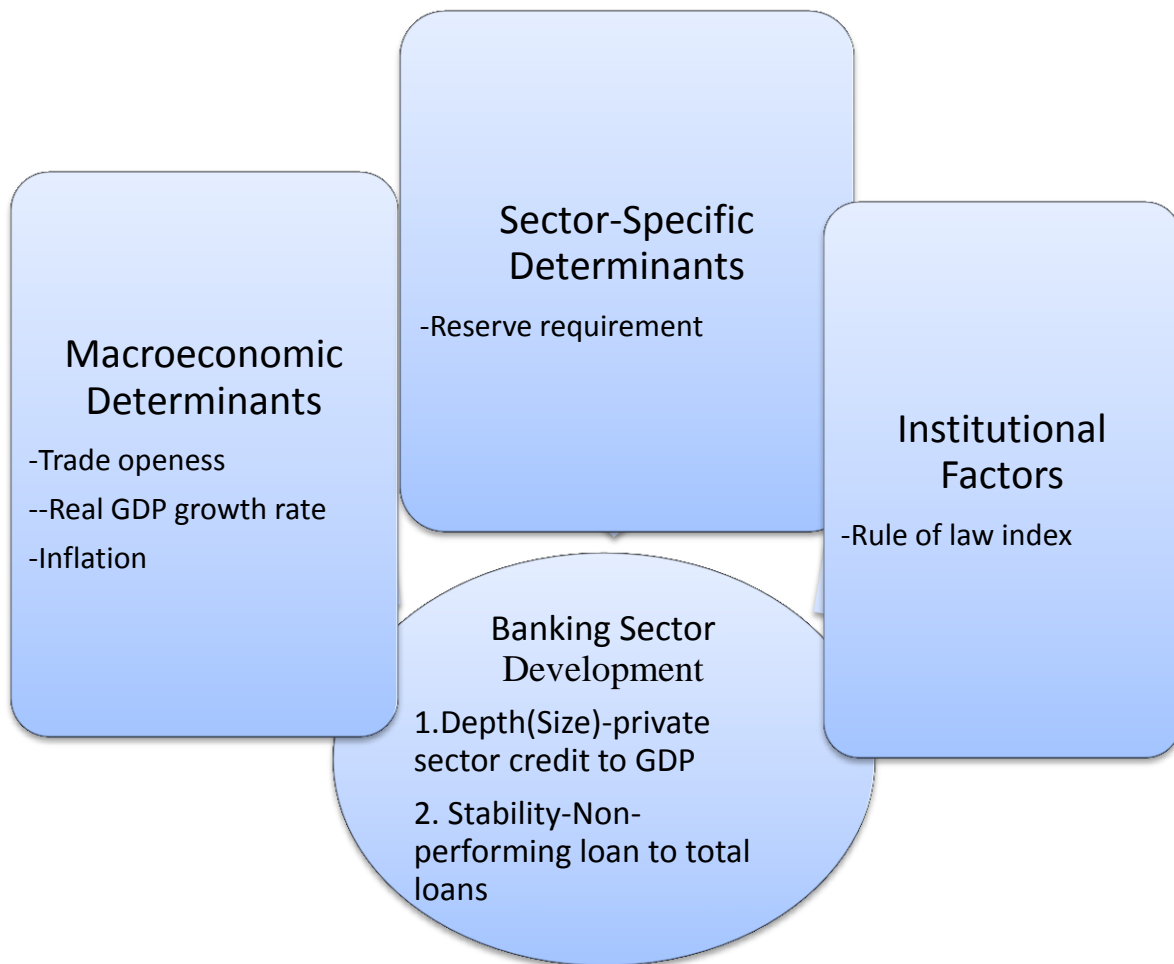 Macroeconomic
Determinants
-Trade openess
--Real GDP growth rate
-Inflation
Sector-Specific
Determinants
-Reserve requirement
Institutional
Factors
-Rule of law index
Banking Sector
Development
1.Depth(Size)-private
sector credit to GDP
2. Stability-Non-
performing loan to total
loans